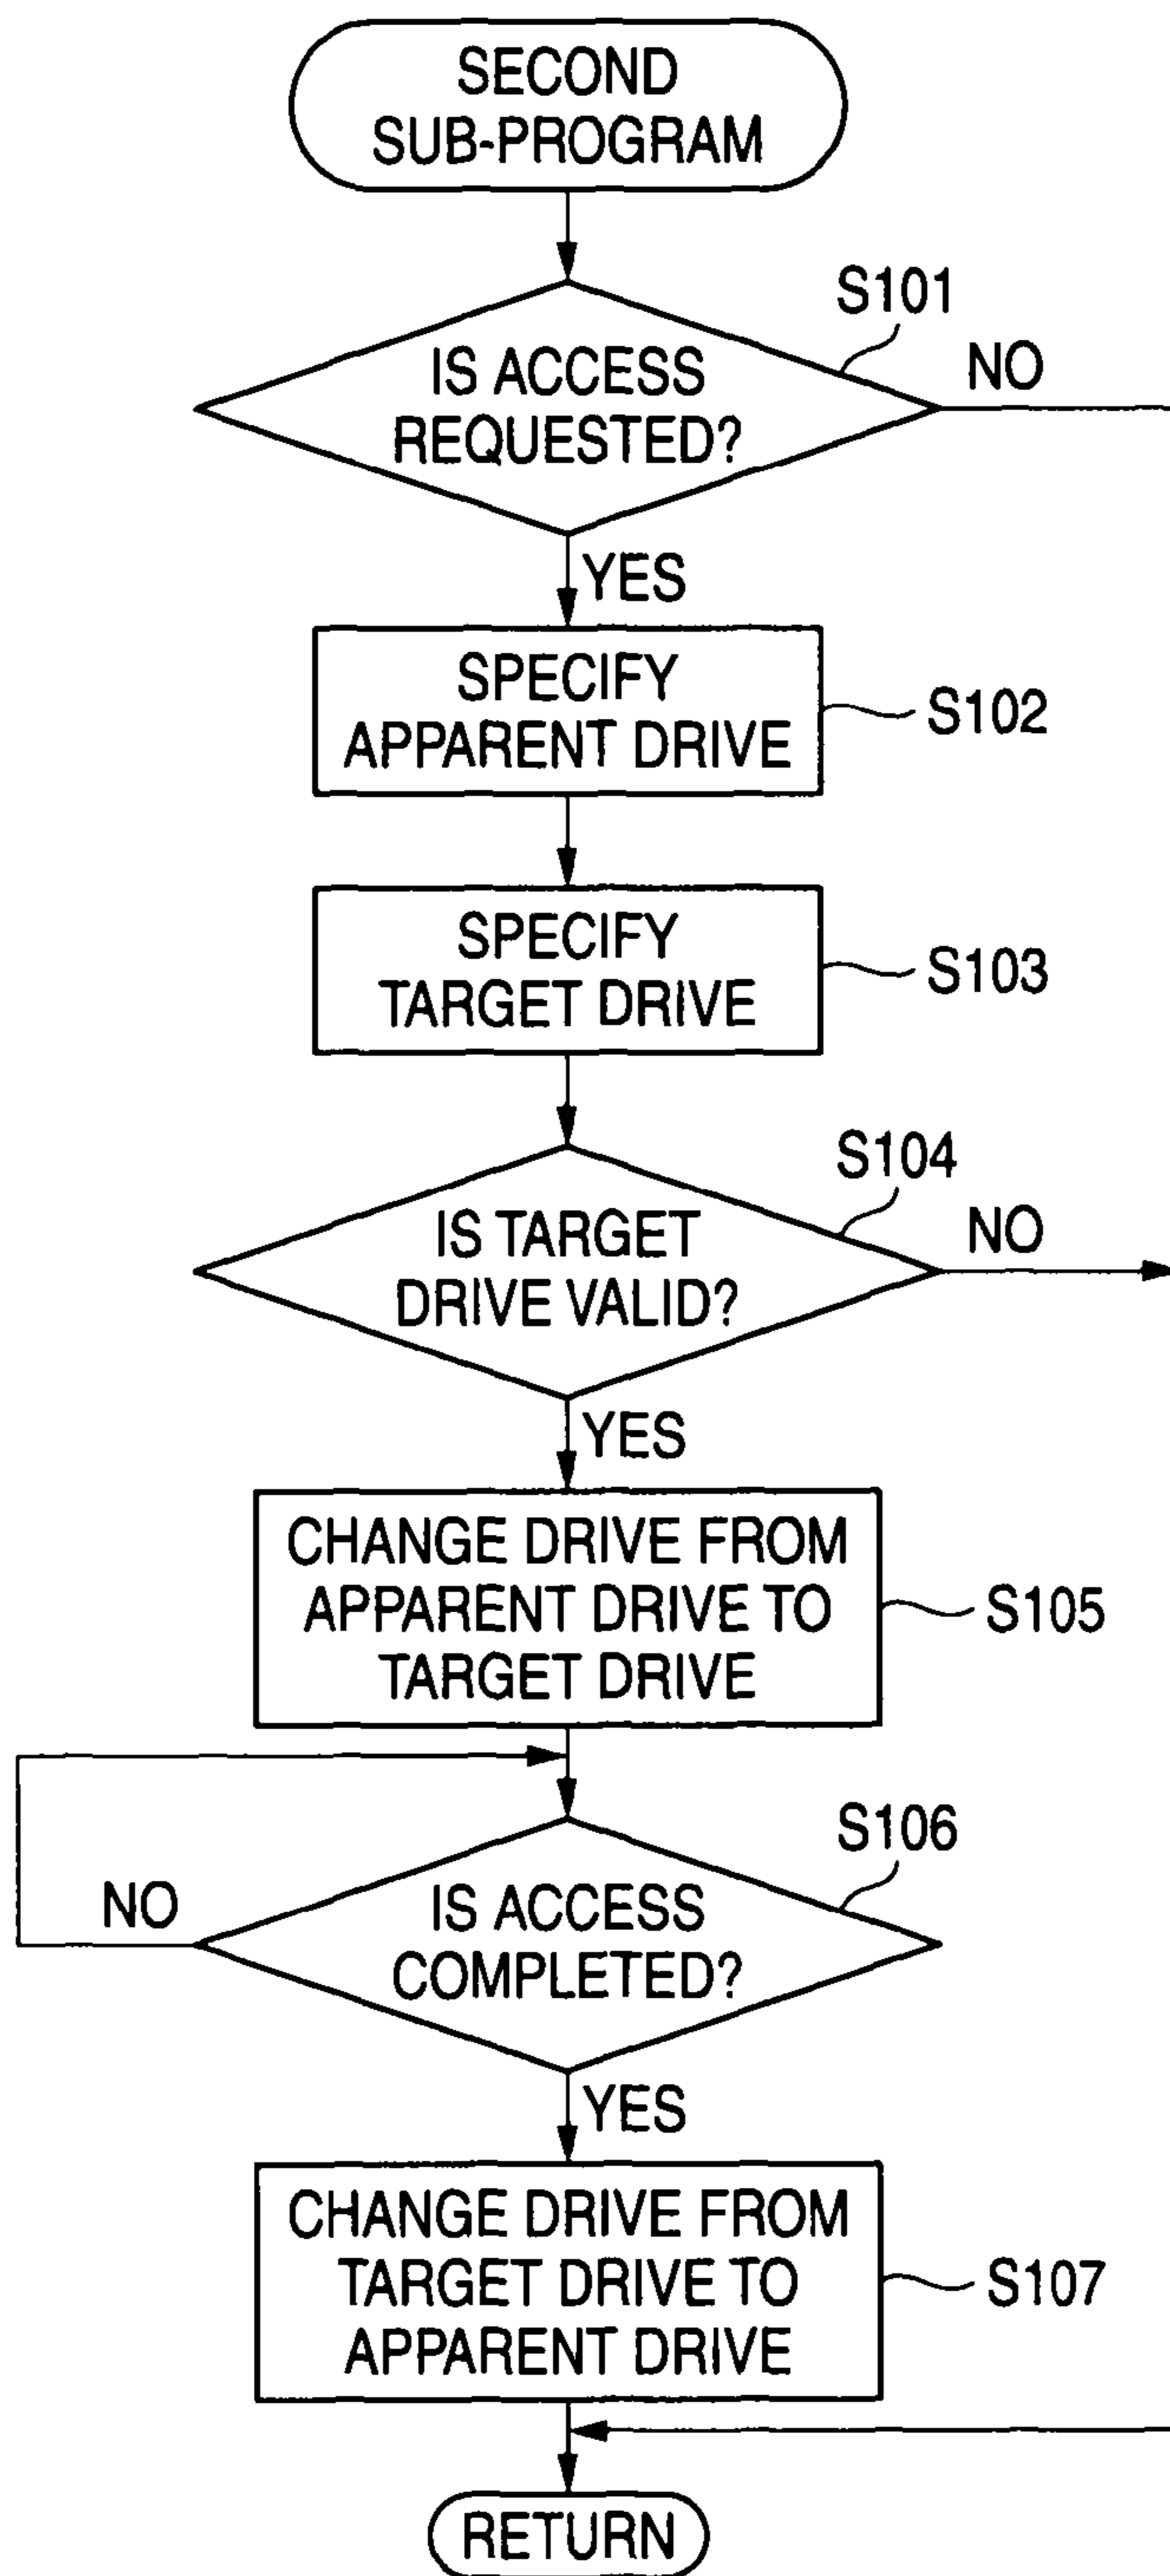 SECOND
SUB-PROGRAM
S101
IS ACCESS
REQUESTED?
NO
YES
SPECIFY
APPARENT DRIVE
S102
SPECIFY
TARGET DRIVE
S103
S104
IS TARGET
DRIVE VALID?
NO
YES
CHANGE DRIVE FROM
APPARENT DRIVE TO
TARGET DRIVE
S105
S106
IS ACCESS
COMPLETED?
NO
YES
CHANGE DRIVE FROM
TARGET DRIVE TO
APPARENT DRIVE
S107
RETURN